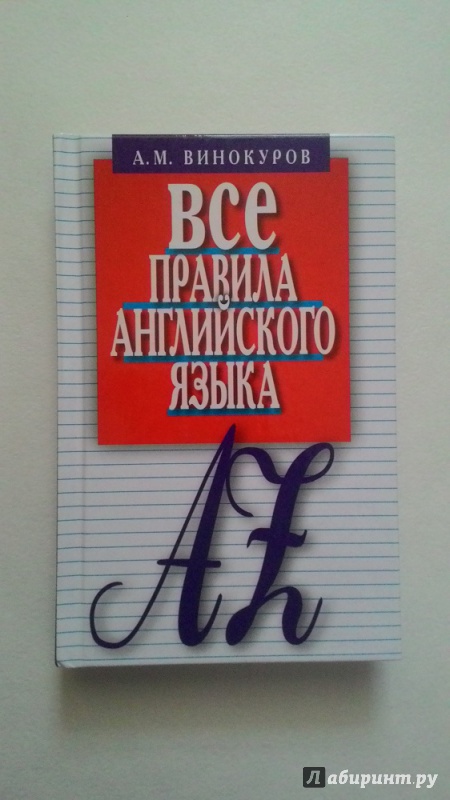 А.М. ВИНОКУРОВ
Все
ПРАВИЛА
АНГЛИЙСКОГО
ЯЗЫКА
AZ
Лабиринт.ру